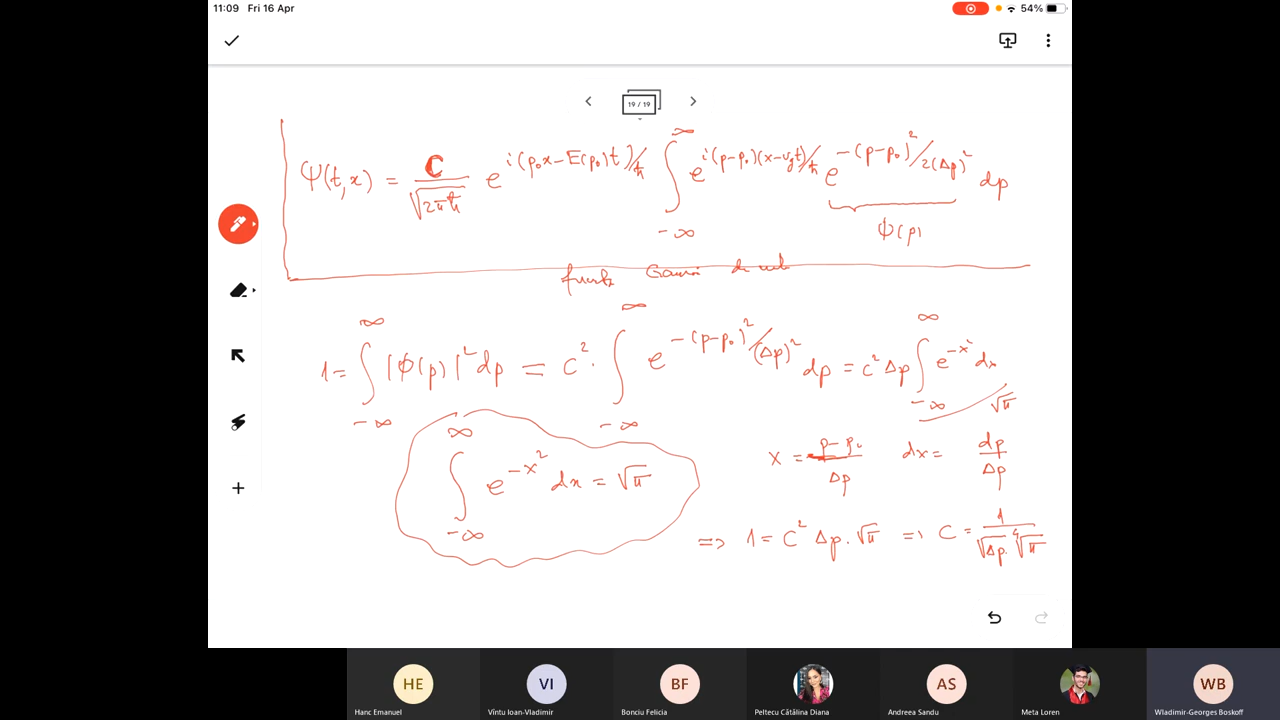 11:09 Fri 16 Apr 54%
19 / 19
Ψ(t,x) = C/√(2πħ) e^{i(p₀x−E(p₀)t)/ħ} ∫_{−∞}^{∞} e^{i(p−p₀)(x−v_g t)/ħ} e^{−(p−p₀)²/2(Δp)²} dp
Φ(p)
1 = ∫_{−∞}^{∞} |Φ(p)|² dp = C² · ∫_{−∞}^{∞} e^{−(p−p₀)²/(Δp)²} dp = C² Δp ∫_{−∞}^{∞} e^{−x²} dx
√π
x = (p−p₀)/Δp dx = dp/Δp
∫_{−∞}^{∞} e^{−x²} dx = √π
⇒ 1 = C² Δp · √π ⇒ C = 1/(√Δp · ⁴√π)
HE VI BF AS WB
Hanc Emanuel Vîntu Ioan-Vladimir Bonciu Felicia Peltecu Cătălina Diana Andreea Sandu Meta Loren Wladimir-Georges Boskoff